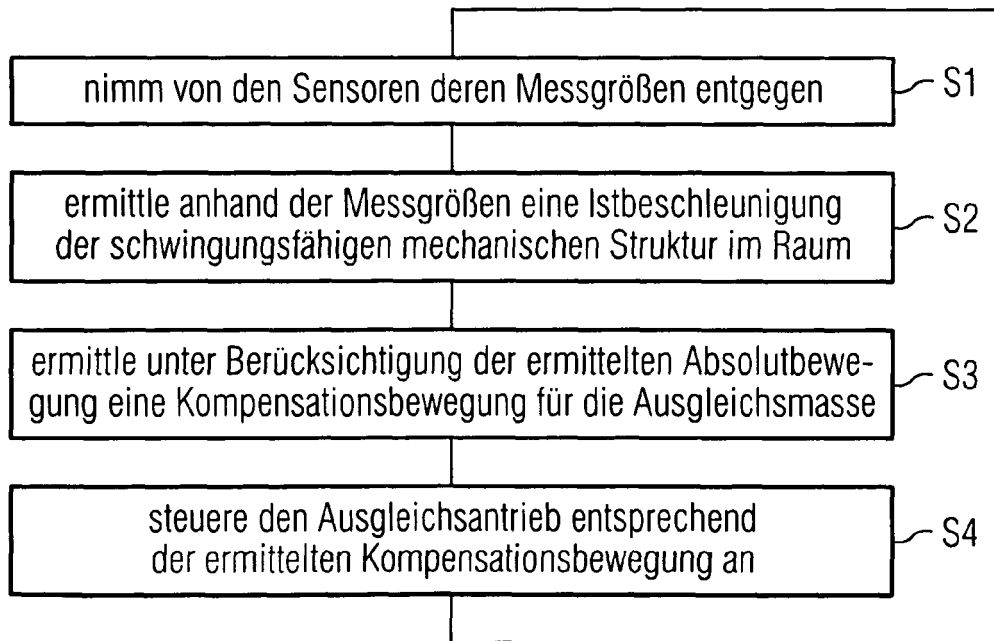 nimm von den Sensoren deren Messgrößen entgegen S1
ermittle anhand der Messgrößen eine Istbeschleunigung
der schwingungsfähigen mechanischen Struktur im Raum S2
ermittle unter Berücksichtigung der ermittelten Absolutbewe-
gung eine Kompensationsbewegung für die Ausgleichsmasse S3
steuere den Ausgleichsantrieb entsprechend
der ermittelten Kompensationsbewegung an S4